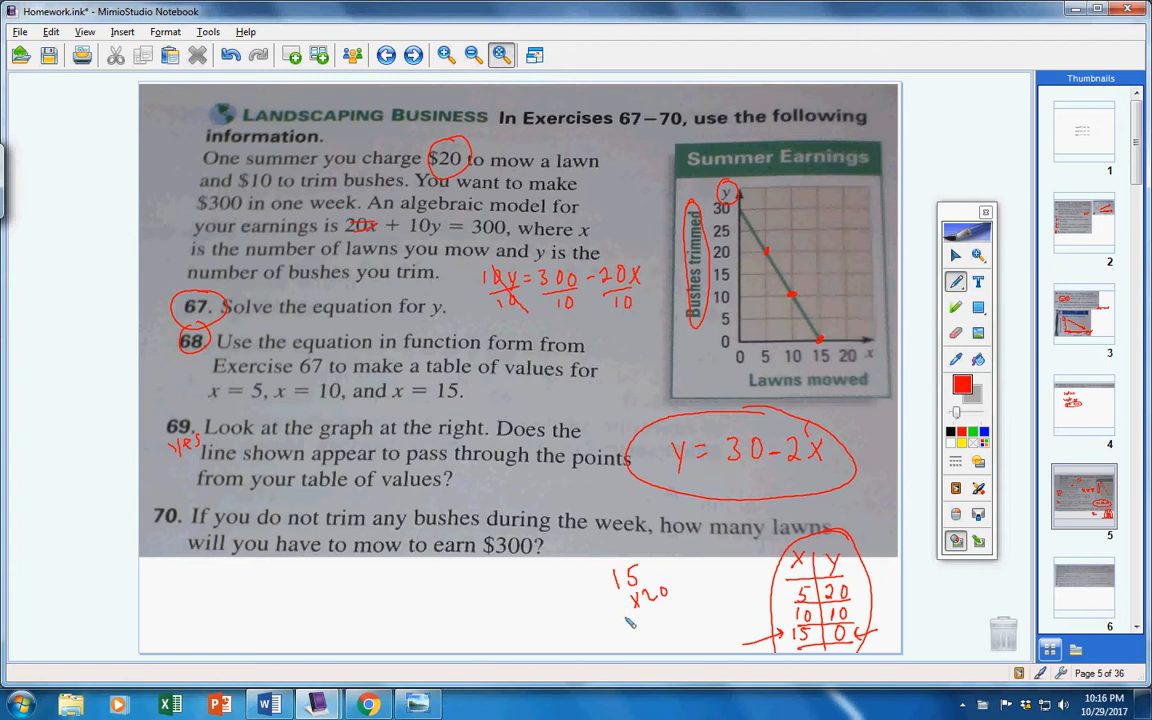 Homework.ink* - MimioStudio Notebook
File Edit View Insert Format Tools Help
LANDSCAPING BUSINESS In Exercises 67–70, use the following
information.
One summer you charge $20 to mow a lawn
and $10 to trim bushes. You want to make
$300 in one week. An algebraic model for
your earnings is 20x + 10y = 300, where x
is the number of lawns you mow and y is the
number of bushes you trim.
10y = 300 - 20x
10 10 10
67. Solve the equation for y.
68. Use the equation in function form from
Exercise 67 to make a table of values for
x = 5, x = 10, and x = 15.
69. Look at the graph at the right. Does the
yes
line shown appear to pass through the points
from your table of values?
70. If you do not trim any bushes during the week, how many lawns
will you have to mow to earn $300?
Summer Earnings
y
30
25
20
15
10
5
0
Bushes trimmed
0 5 10 15 20 x
Lawns mowed
y = 30 - 2x
15
x20
x y
5 20
10 10
15 0
Thumbnails
1
2
3
4
5
6
Page 5 of 36
10:16 PM
10/29/2017